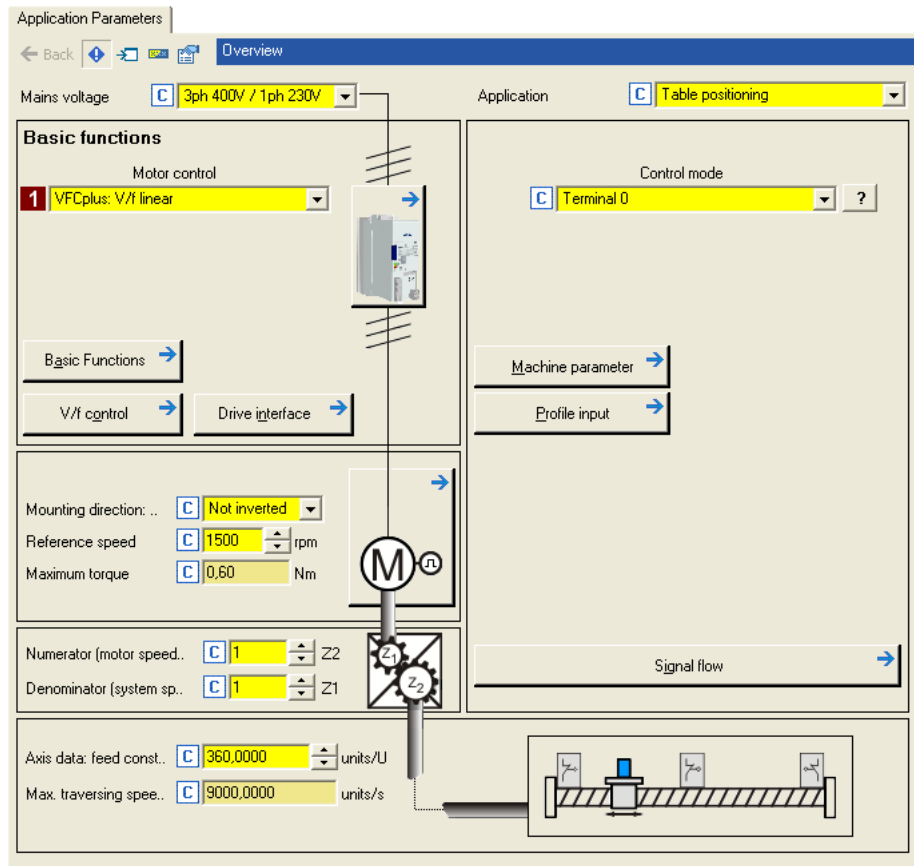 Application Parameters
Back
Overview
Mains voltage C 3ph 400V / 1ph 230V
Application C Table positioning
Basic functions
Motor control
1 VFCplus: V/f linear
Control mode
C Terminal 0 ?
Basic Functions
V/f control
Drive interface
Machine parameter
Profile input
Mounting direction: .. C Not inverted
Reference speed C 1500 rpm
Maximum torque C 0,60 Nm
M
Numerator (motor speed.. C 1 Z2
Denominator (system sp.. C 1 Z1
Z1
Z2
Signal flow
Axis data: feed const.. C 360,0000 units/U
Max. traversing spee.. C 9000,0000 units/s